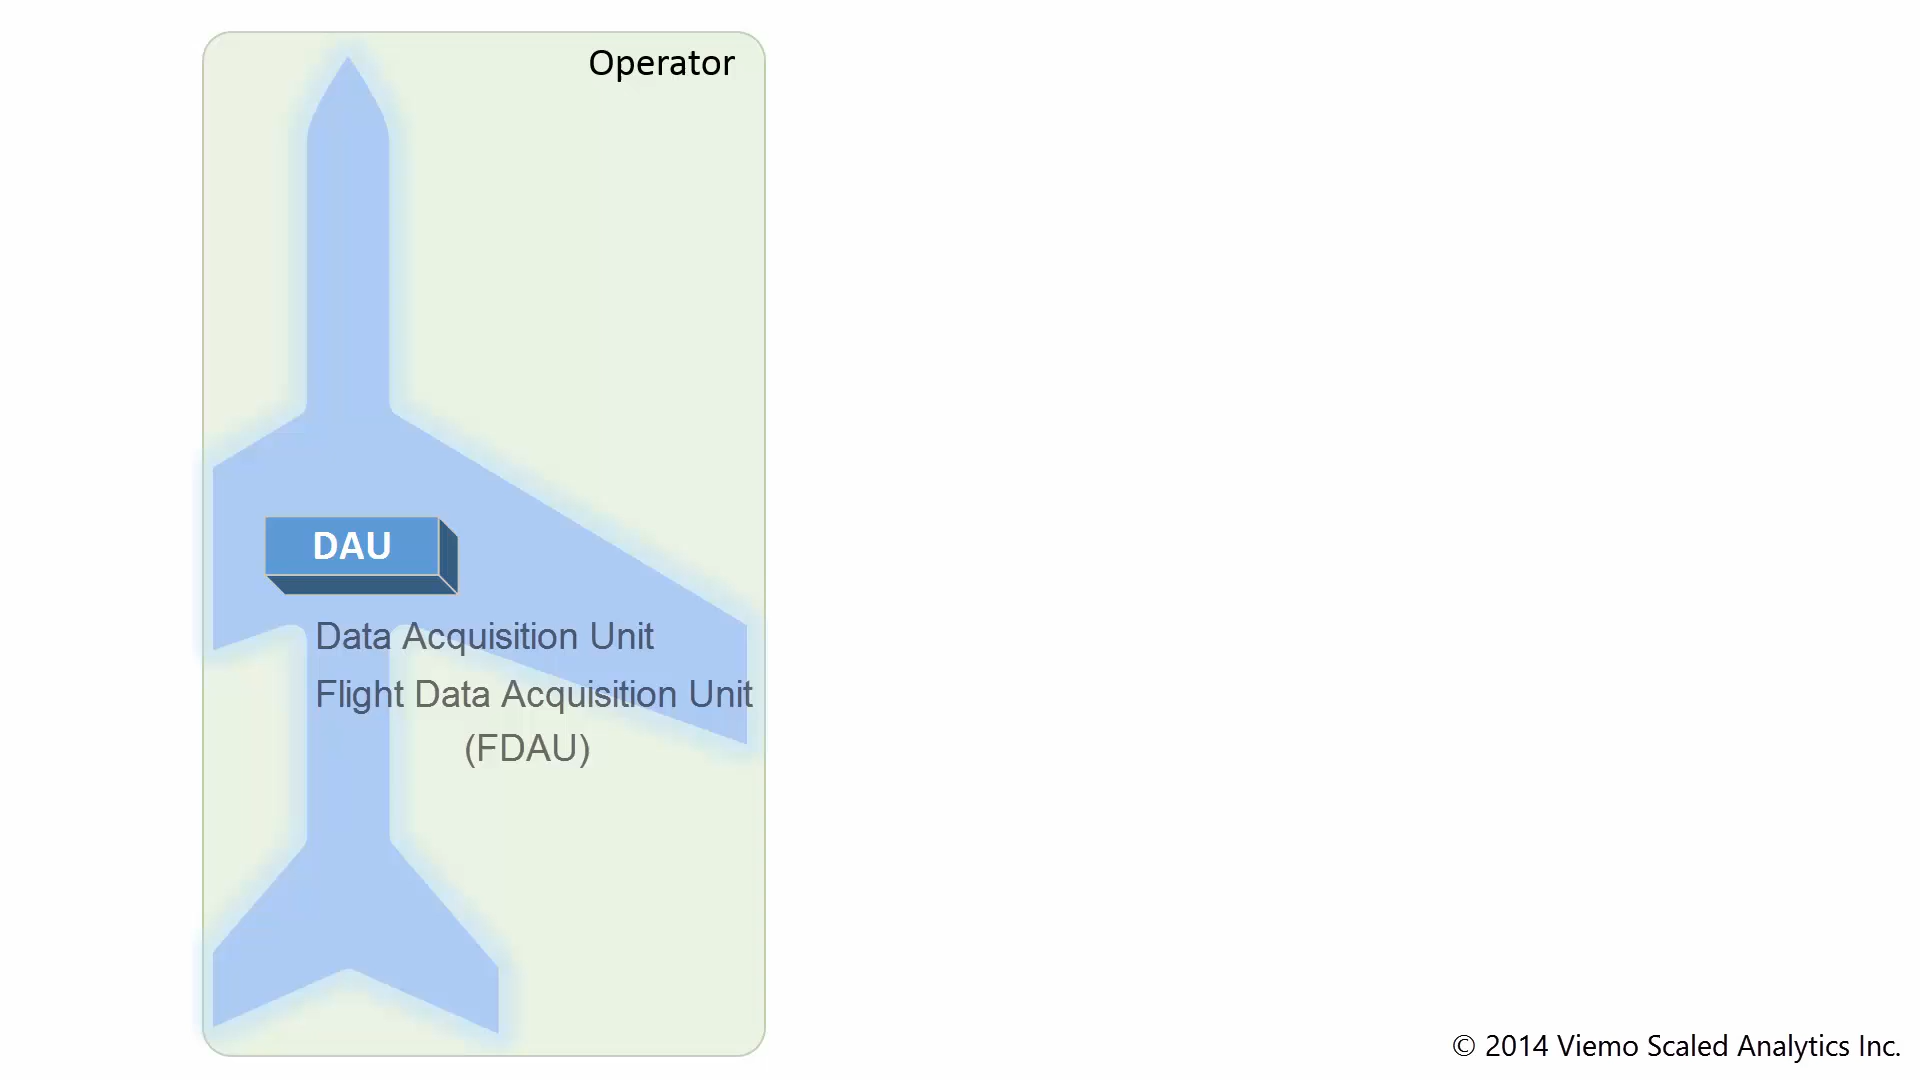 Operator
DAU
Data Acquisition Unit
Flight Data Acquisition Unit
(FDAU)
© 2014 Viemo Scaled Analytics Inc.